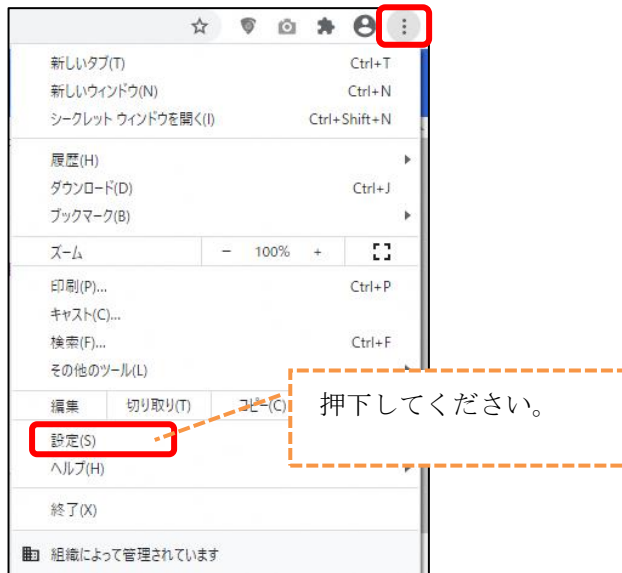 新しいタブ(T) Ctrl+T
新しいウィンドウ(N) Ctrl+N
シークレット ウィンドウを開く(I) Ctrl+Shift+N
履歴(H)
ダウンロード(D) Ctrl+J
ブックマーク(B)
ズーム − 100% +
印刷(P)... Ctrl+P
キャスト(C)...
検索(F)... Ctrl+F
その他のツール(L)
編集 切り取り(T) コピー(C)
押下してください。
設定(S)
ヘルプ(H)
終了(X)
組織によって管理されています